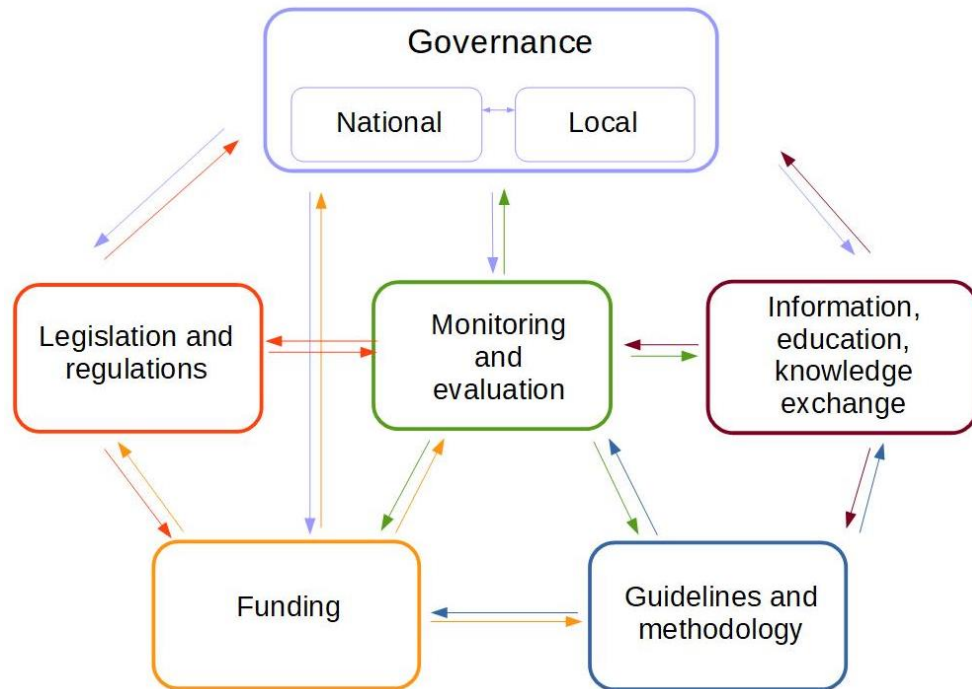 Governance
National
Local
Legislation and
regulations
Monitoring
and
evaluation
Information,
education,
knowledge
exchange
Funding
Guidelines and
methodology